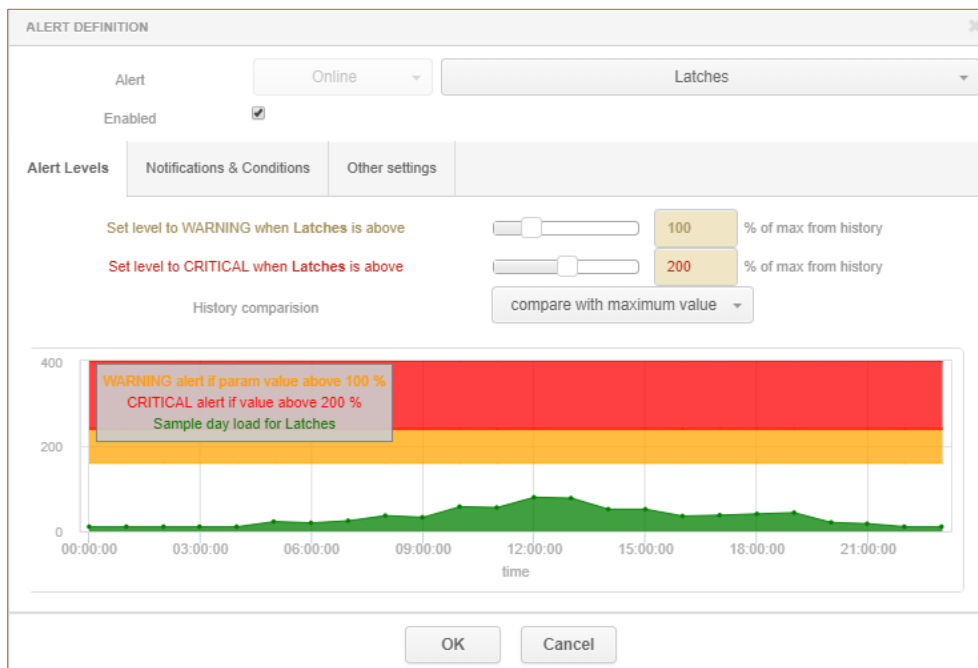 ALERT DEFINITION
Alert Online Latches
Enabled
Alert Levels Notifications & Conditions Other settings
Set level to WARNING when Latches is above 100 % of max from history
Set level to CRITICAL when Latches is above 200 % of max from history
History comparision compare with maximum value
400
WARNING alert if param value above 100 %
CRITICAL alert if value above 200 %
Sample day load for Latches
200
0
00:00:00 03:00:00 06:00:00 09:00:00 12:00:00 15:00:00 18:00:00 21:00:00
time
OK Cancel